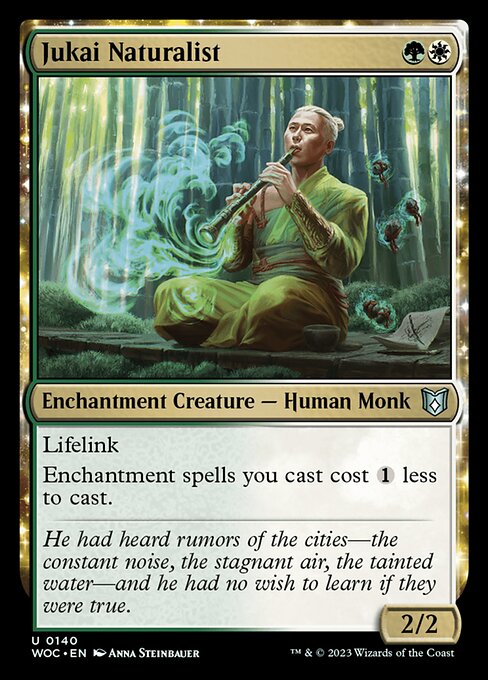 Jukai Naturalist
Enchantment Creature — Human Monk
Lifelink
Enchantment spells you cast cost 1 less
to cast.
He had heard rumors of the cities—the
constant noise, the stagnant air, the tainted
water—and he had no wish to learn if they
were true.
2/2
U 0140
WOC • EN Anna Steinbauer
™ & © 2023 Wizards of the Coast